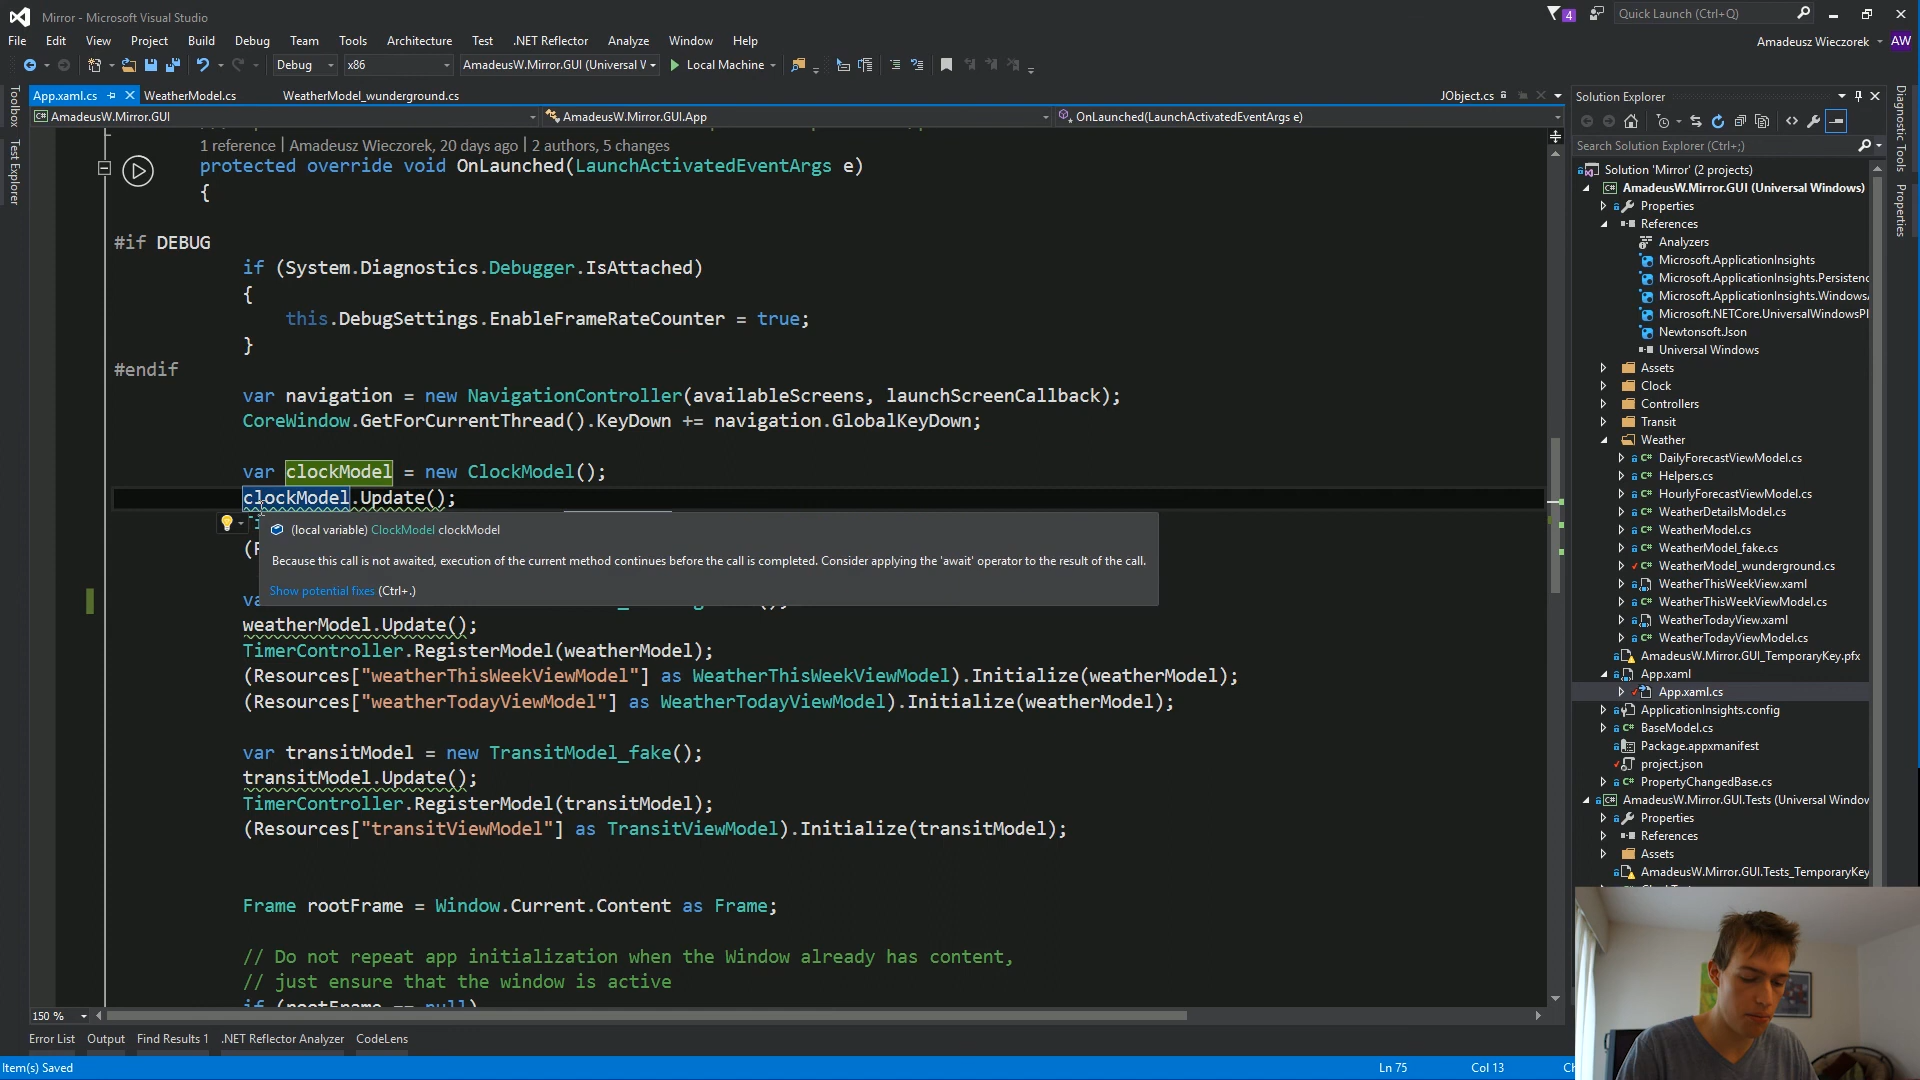 Mirror - Microsoft Visual Studio
4
Quick Launch (Ctrl+Q)
File Edit View Project Build Debug Team Tools Architecture Test .NET Reflector Analyze Window Help
Amadeusz Wieczorek AW
Debug x86 AmadeusW.Mirror.GUI (Universal Local Machine
App.xaml.cs WeatherModel.cs WeatherModel_wunderground.cs JObject.cs
AmadeusW.Mirror.GUI AmadeusW.Mirror.GUI.App OnLaunched(LaunchActivatedEventArgs e)
Toolbox
Test Explorer
1 reference | Amadeusz Wieczorek, 20 days ago | 2 authors, 5 changes
protected override void OnLaunched(LaunchActivatedEventArgs e)
{
#if DEBUG
if (System.Diagnostics.Debugger.IsAttached)
{
this.DebugSettings.EnableFrameRateCounter = true;
}
#endif
var navigation = new NavigationController(availableScreens, launchScreenCallback);
CoreWindow.GetForCurrentThread().KeyDown += navigation.GlobalKeyDown;
var clockModel = new ClockModel();
clockModel.Update();
(local variable) ClockModel clockModel
Because this call is not awaited, execution of the current method continues before the call is completed. Consider applying the 'await' operator to the result of the call.
Show potential fixes (Ctrl+.)
weatherModel.Update();
TimerController.RegisterModel(weatherModel);
(Resources["weatherThisWeekViewModel"] as WeatherThisWeekViewModel).Initialize(weatherModel);
(Resources["weatherTodayViewModel"] as WeatherTodayViewModel).Initialize(weatherModel);
var transitModel = new TransitModel_fake();
transitModel.Update();
TimerController.RegisterModel(transitModel);
(Resources["transitViewModel"] as TransitViewModel).Initialize(transitModel);
Frame rootFrame = Window.Current.Content as Frame;
// Do not repeat app initialization when the Window already has content,
// just ensure that the window is active
if (rootFrame == null)
150 %
Error List Output Find Results 1 .NET Reflector Analyzer CodeLens
Item(s) Saved Ln 75 Col 13 Ch
Solution Explorer
Search Solution Explorer (Ctrl+;)
Solution 'Mirror' (2 projects)
AmadeusW.Mirror.GUI (Universal Windows)
Properties
References
Analyzers
Microsoft.ApplicationInsights
Microsoft.ApplicationInsights.Persistenc
Microsoft.ApplicationInsights.Windows
Microsoft.NETCore.UniversalWindowsPl
Newtonsoft.Json
Universal Windows
Assets
Clock
Controllers
Transit
Weather
DailyForecastViewModel.cs
Helpers.cs
HourlyForecastViewModel.cs
WeatherDetailsModel.cs
WeatherModel.cs
WeatherModel_fake.cs
WeatherModel_wunderground.cs
WeatherThisWeekView.xaml
WeatherThisWeekViewModel.cs
WeatherTodayView.xaml
WeatherTodayViewModel.cs
AmadeusW.Mirror.GUI_TemporaryKey.pfx
App.xaml
App.xaml.cs
ApplicationInsights.config
BaseModel.cs
Package.appxmanifest
project.json
PropertyChangedBase.cs
AmadeusW.Mirror.GUI.Tests (Universal Window
Properties
References
Assets
AmadeusW.Mirror.GUI.Tests_TemporaryKey
Diagnostic Tools
Properties